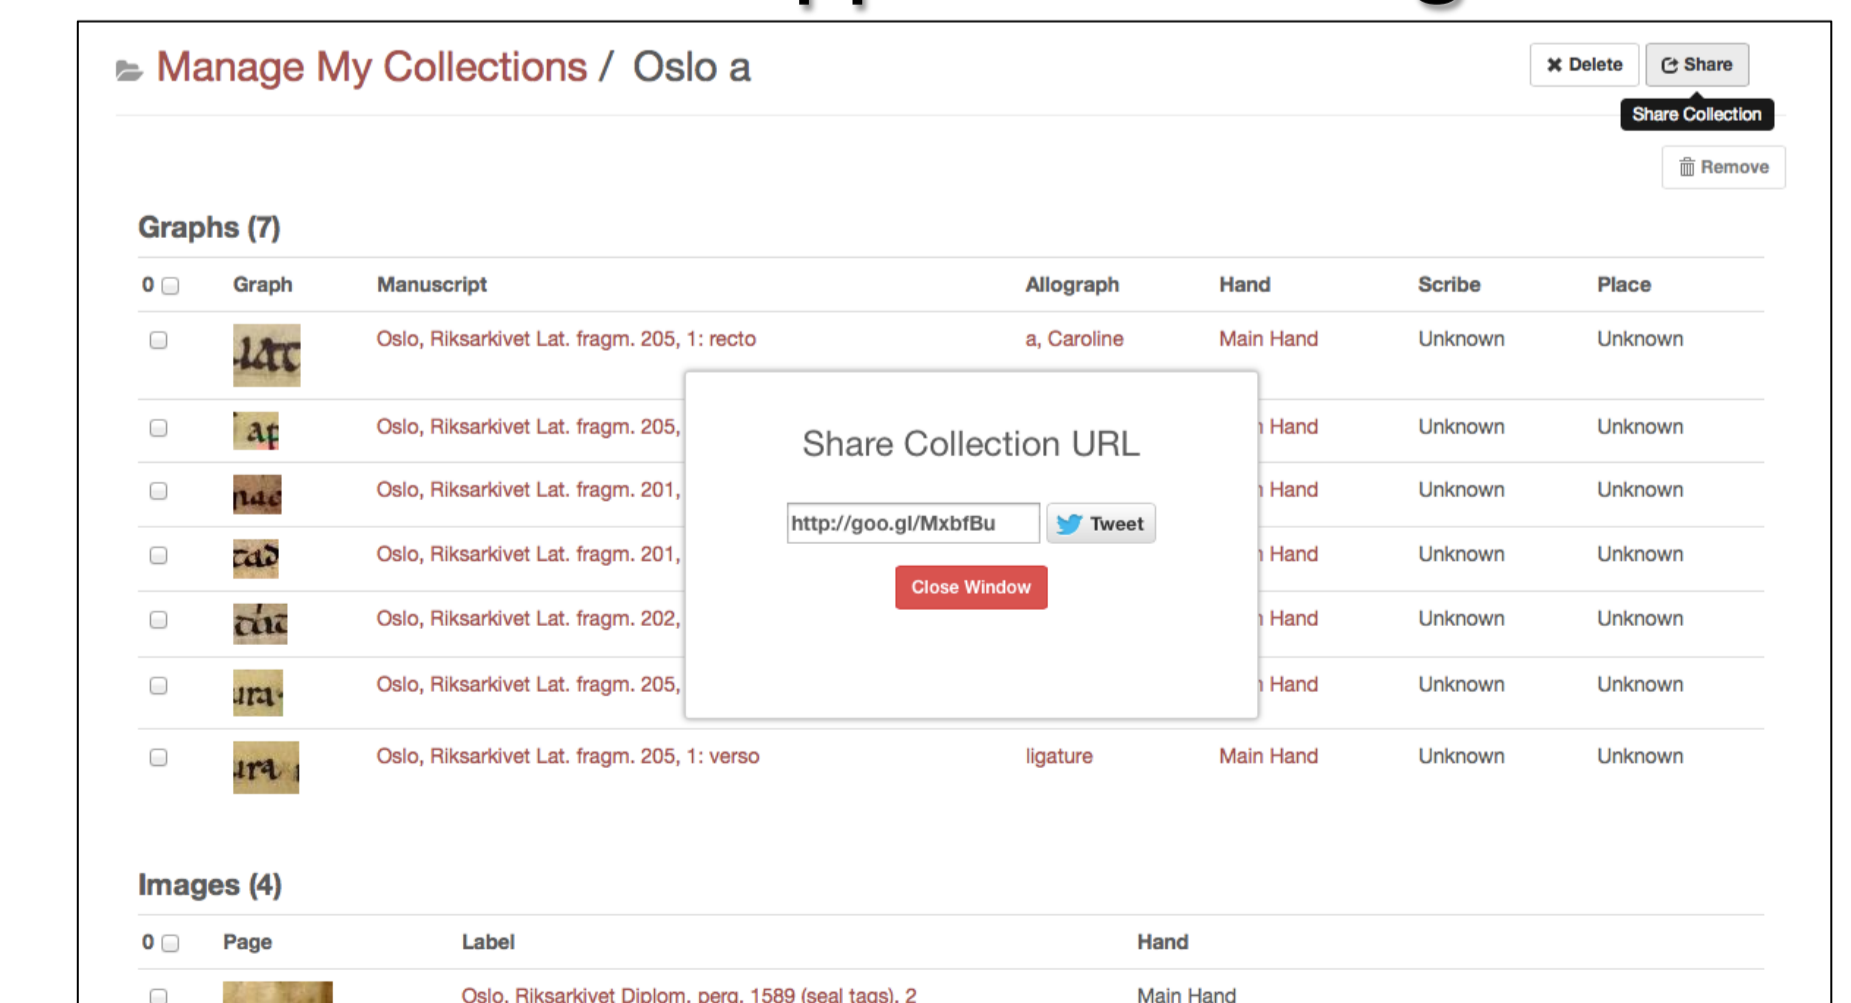 Manage My Collections / Oslo a
Delete Share
Share Collection
Remove
Graphs (7)
0 Graph Manuscript Allograph Hand Scribe Place
Oslo, Riksarkivet Lat. fragm. 205, 1: recto a, Caroline Main Hand Unknown Unknown
Oslo, Riksarkivet Lat. fragm. 205, Hand Unknown Unknown
Oslo, Riksarkivet Lat. fragm. 201, Hand Unknown Unknown
Oslo, Riksarkivet Lat. fragm. 201, Hand Unknown Unknown
Oslo, Riksarkivet Lat. fragm. 202, Hand Unknown Unknown
Oslo, Riksarkivet Lat. fragm. 205, Hand Unknown Unknown
Oslo, Riksarkivet Lat. fragm. 205, 1: verso ligature Main Hand Unknown Unknown
Share Collection URL
http://goo.gl/MxbfBu Tweet
Close Window
Images (4)
0 Page Label Hand
Oslo, Riksarkivet Diplom. perg. 1589 (seal tags), 2 Main Hand